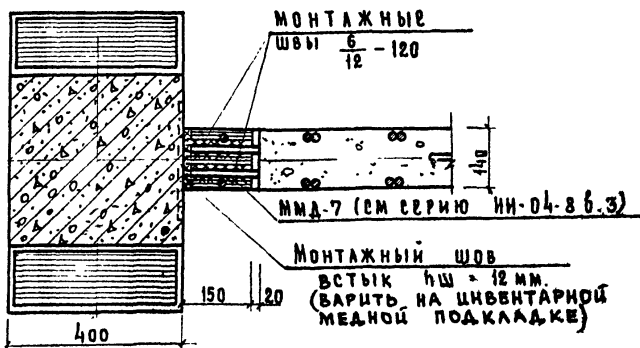 МОНТАЖНЫЕ
ШВЫ 6/12 - 120
140
ММД-7 (СМ СЕРИЮ ИИ-04-8 в.3)
МОНТАЖНЫЙ ШОВ
ВСТЫК hш = 12 мм.
(ВАРИТЬ НА ИНВЕНТАРНОЙ
МЕДНОЙ ПОДКЛАДКЕ)
150 20
400